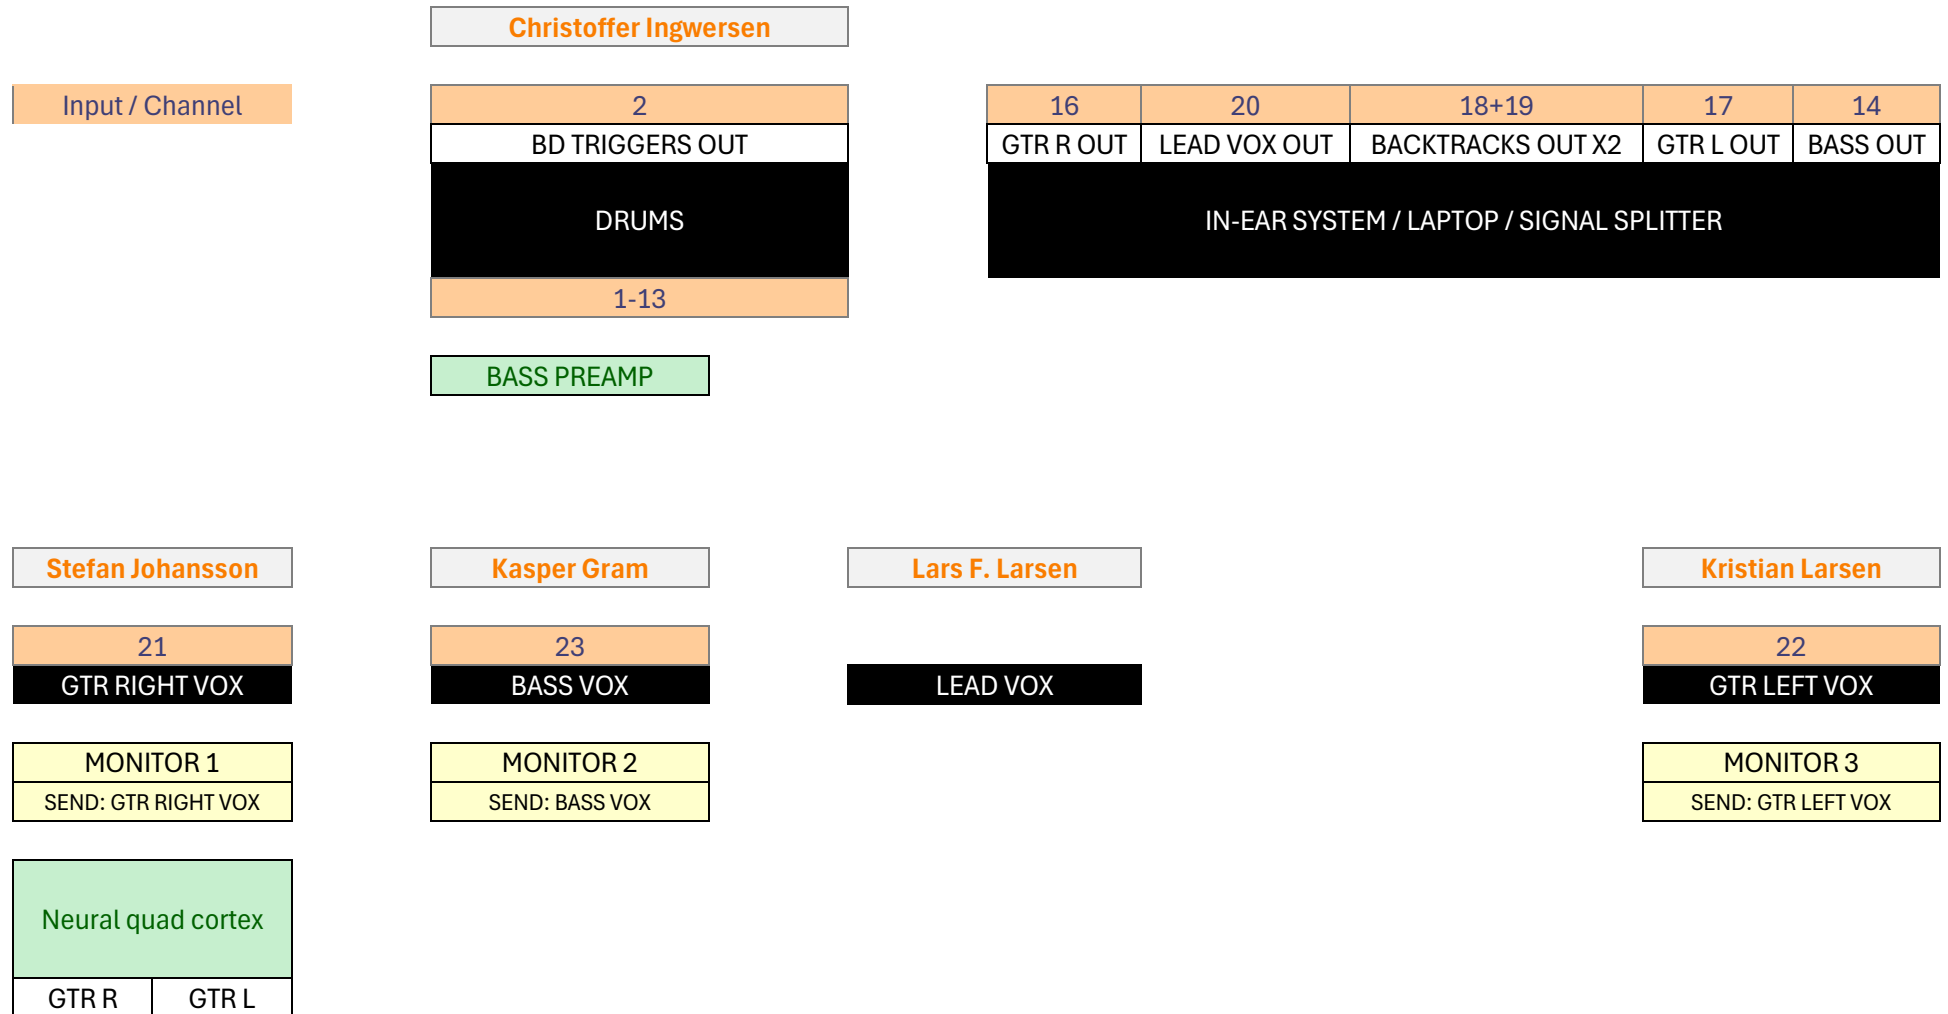 Christoffer Ingwersen
Input / Channel
2
16
20
18+19
17
14
BD TRIGGERS OUT
GTR R OUT
LEAD VOX OUT
BACKTRACKS OUT X2
GTR L OUT
BASS OUT
DRUMS
IN-EAR SYSTEM / LAPTOP / SIGNAL SPLITTER
1-13
BASS PREAMP
Stefan Johansson
Kasper Gram
Lars F. Larsen
Kristian Larsen
21
23
22
GTR RIGHT VOX
BASS VOX
LEAD VOX
GTR LEFT VOX
MONITOR 1
MONITOR 2
MONITOR 3
SEND: GTR RIGHT VOX
SEND: BASS VOX
SEND: GTR LEFT VOX
Neural quad cortex
GTR R
GTR L